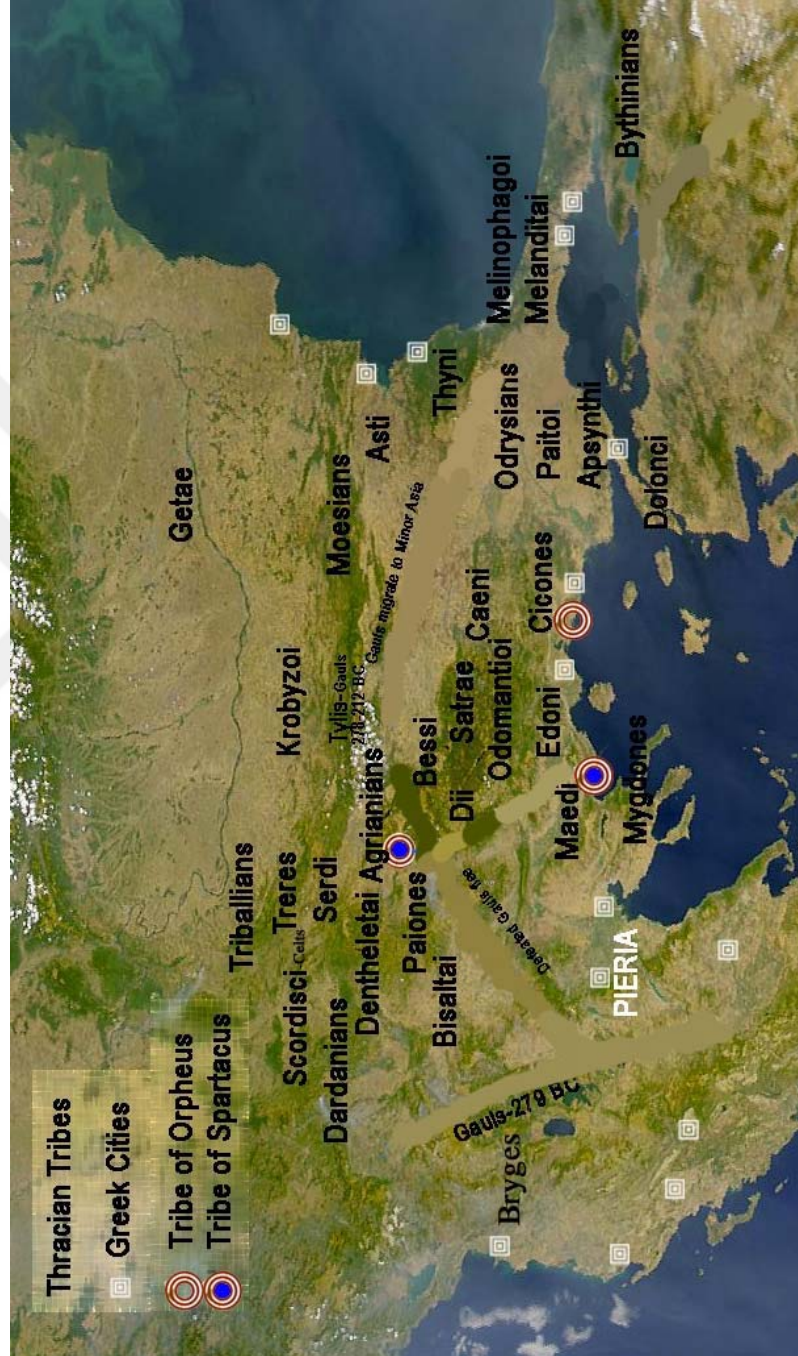 Thracian Tribes
Greek Cities
Tribe of Orpheus
Tribe of Spartacus
Getae
Triballians
Krobyzoi
Treres
Scordisci-Celts
Serdi
Moesians
Dardanians
Tylis-Gauls
278-212 BC
Asti
Dentheletai
Agrianians
Gauls migrate to Minor Asia
Thyni
Paiones
Bessi
Bisaltai
Dii
Satrae
Caeni
Odrysians
Melinophagoi
Defeated Gauls flee
Odomantioi
Paitoi
Melanditai
Gauls-279 BC
Bryges
Edoni
Cicones
Apsynthi
Maedi
Bythinians
PIERIA
Mygdones
Dolonci